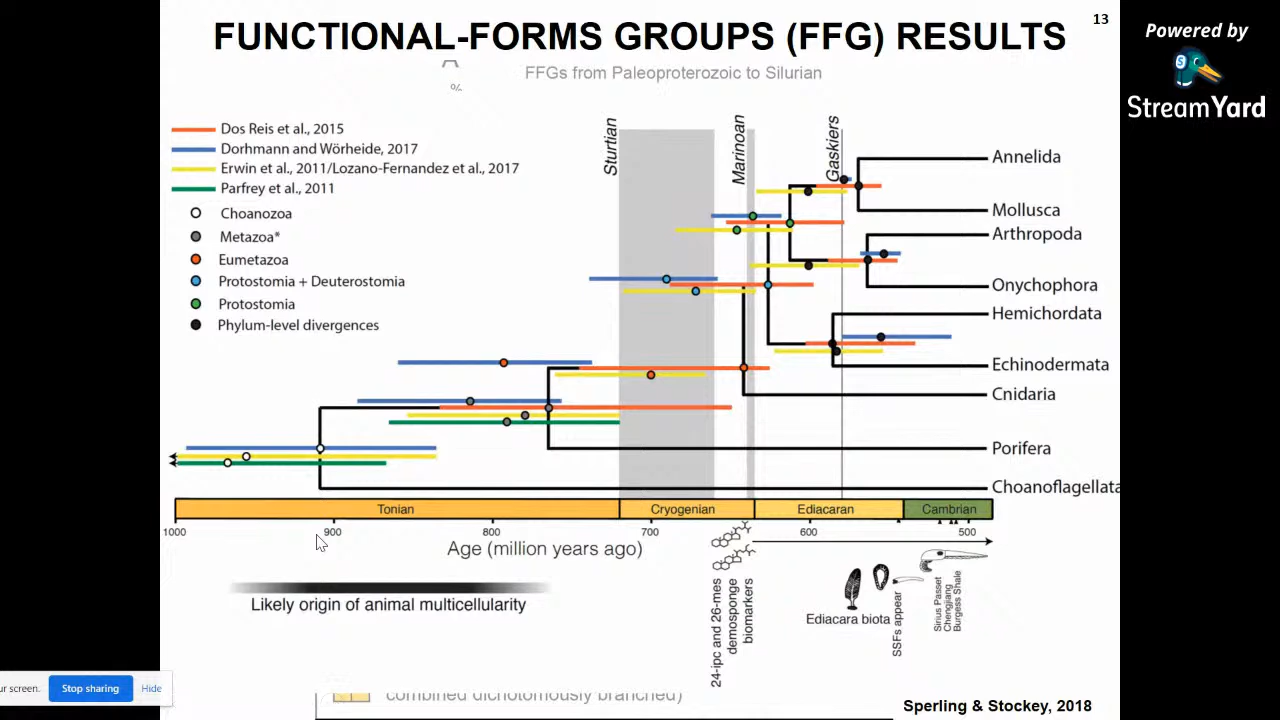 13
FUNCTIONAL-FORMS GROUPS (FFG) RESULTS
Powered by
StreamYard
FFGs from Paleoproterozoic to Silurian
%
Dos Reis et al., 2015
Dorhmann and Wörheide, 2017
Erwin et al., 2011/Lozano-Fernandez et al., 2017
Parfrey et al., 2011
Choanozoa
Metazoa*
Eumetazoa
Protostomia + Deuterostomia
Protostomia
Phylum-level divergences
Sturtian
Marinoan
Gaskiers
Annelida
Mollusca
Arthropoda
Onychophora
Hemichordata
Echinodermata
Cnidaria
Porifera
Choanoflagellata
Tonian
Cryogenian
Ediacaran
Cambrian
1000
900
800
700
600
500
Age (million years ago)
Likely origin of animal multicellularity
24-ipc and 26-mes
demosponge
biomarkers
Ediacara biota
SSFs appear
Sirius Passet
Chengjiang
Burgess Shale
ur screen.
Stop sharing
Hide
combined dichotomously branched)
Sperling & Stockey, 2018